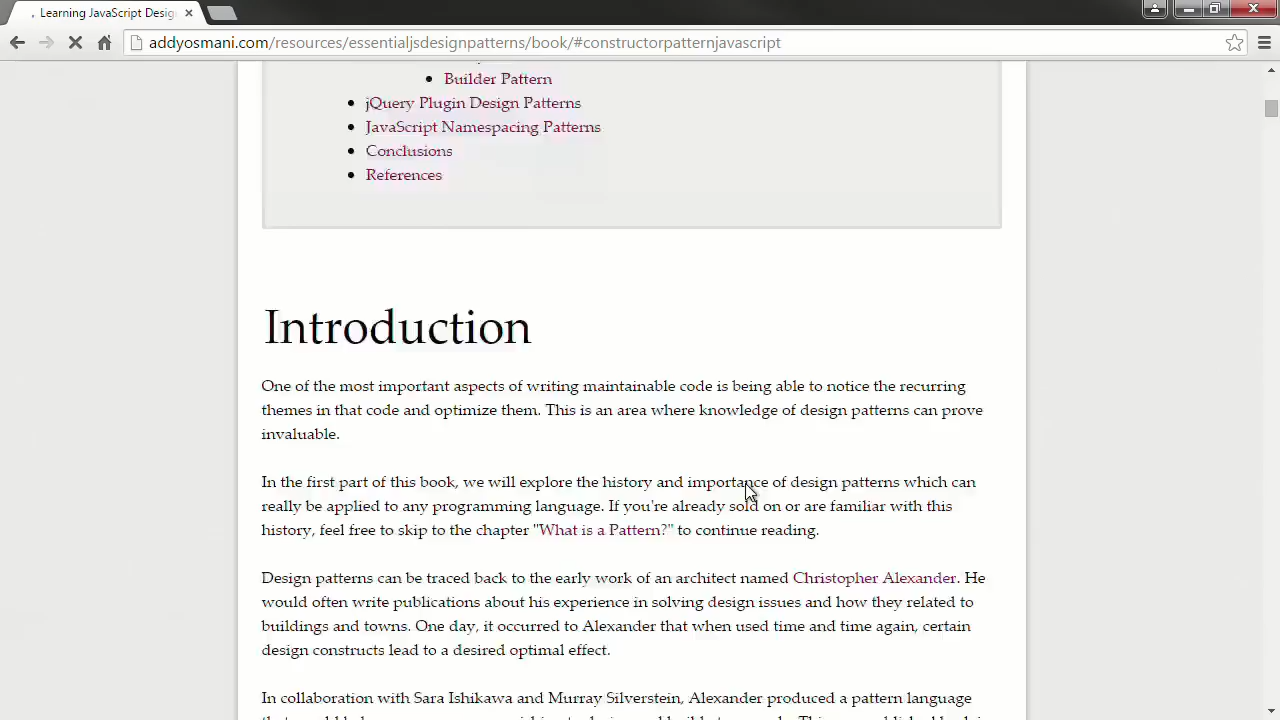 Learning JavaScript Desig
addyosmani.com/resources/essentialjsdesignpatterns/book/#constructorpatternjavascript
Builder Pattern
jQuery Plugin Design Patterns
JavaScript Namespacing Patterns
Conclusions
References
Introduction
One of the most important aspects of writing maintainable code is being able to notice the recurring
themes in that code and optimize them. This is an area where knowledge of design patterns can prove
invaluable.
In the first part of this book, we will explore the history and importance of design patterns which can
really be applied to any programming language. If you're already sold on or are familiar with this
history, feel free to skip to the chapter "What is a Pattern?" to continue reading.
Design patterns can be traced back to the early work of an architect named Christopher Alexander. He
would often write publications about his experience in solving design issues and how they related to
buildings and towns. One day, it occurred to Alexander that when used time and time again, certain
design constructs lead to a desired optimal effect.
In collaboration with Sara Ishikawa and Murray Silverstein, Alexander produced a pattern language